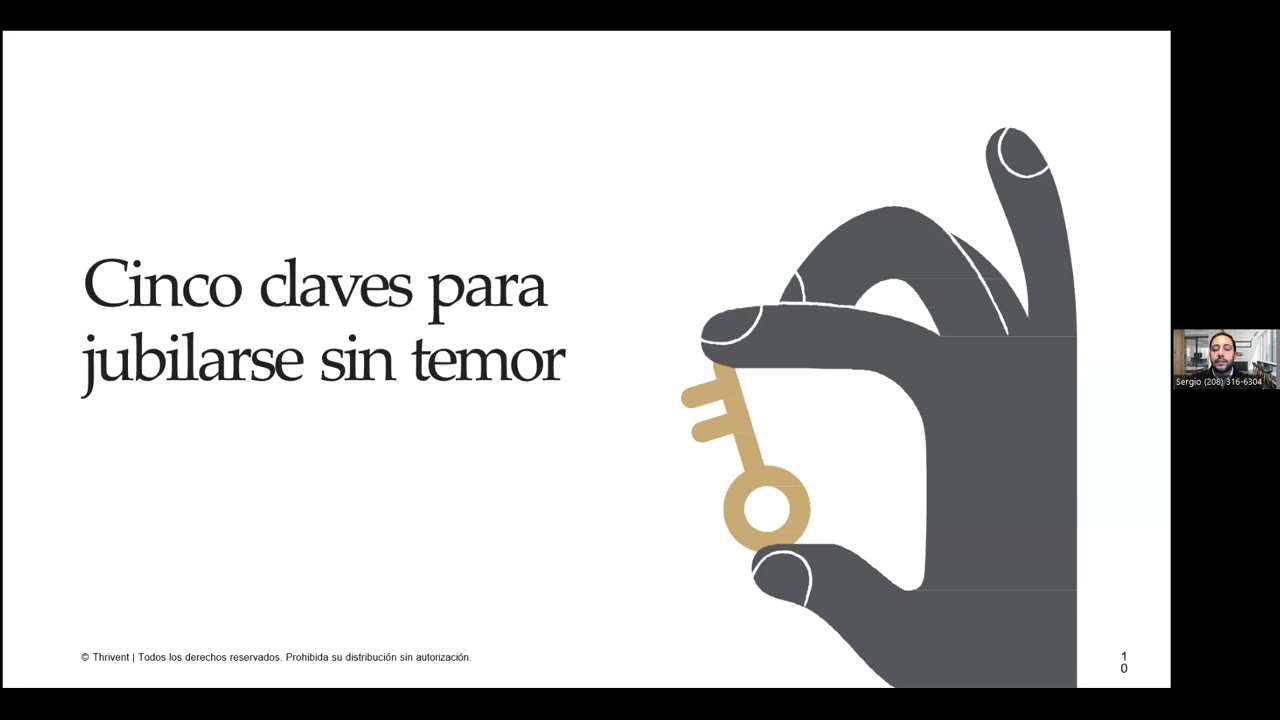 Cinco claves para
jubilarse sin temor
Sergio (208) 316-6304
© Thrivent | Todos los derechos reservados. Prohibida su distribución sin autorización.
1
0